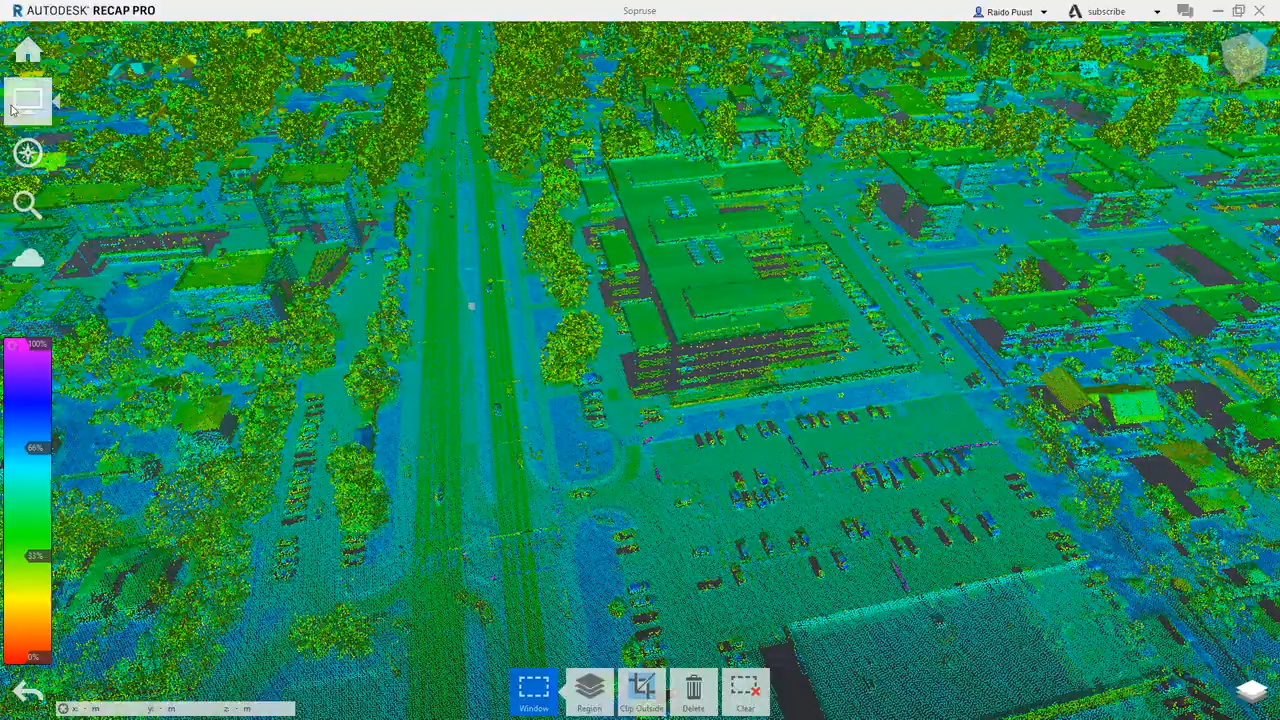 AUTODESK RECAP PRO
Sopruse
Raido Puust
subscribe
100%
66%
33%
0%
x: - m y: - m z: - m
Window
Region
Clip Outside
Delete
Clear